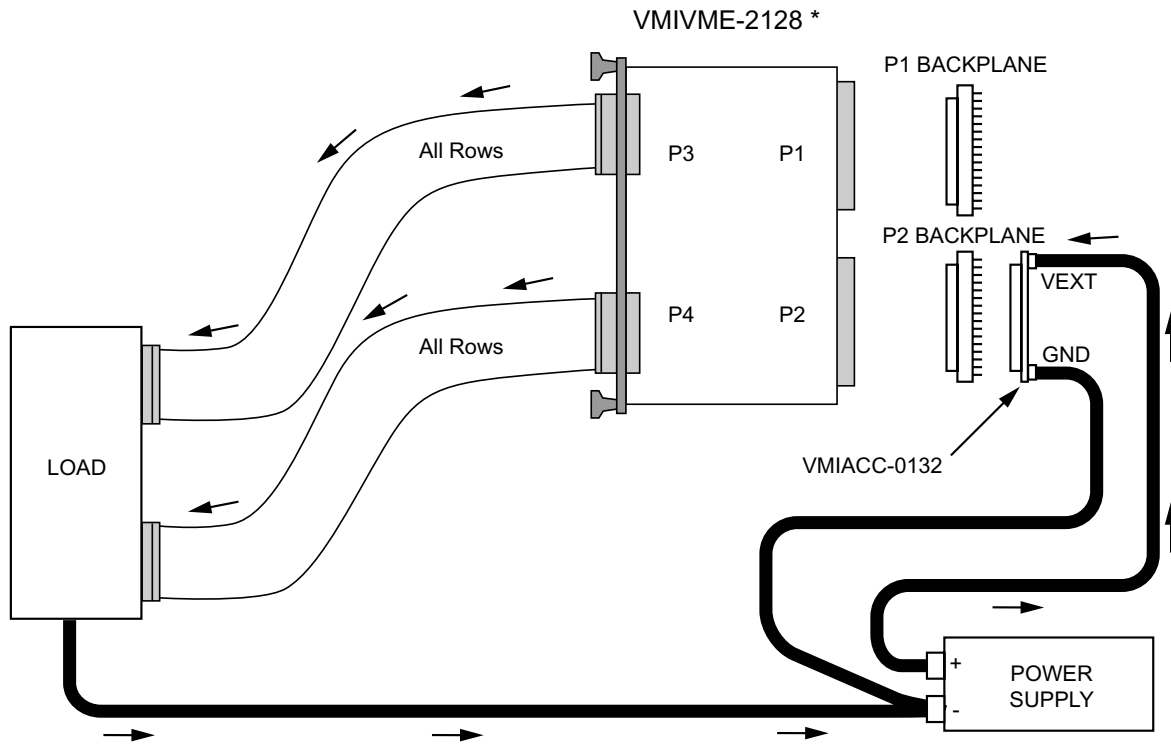 VMIVME-2128 *
P1 BACKPLANE
All Rows
P3
P1
P2 BACKPLANE
VEXT
All Rows
P4
P2
GND
LOAD
VMIACC-0132
+
POWER
SUPPLY
-